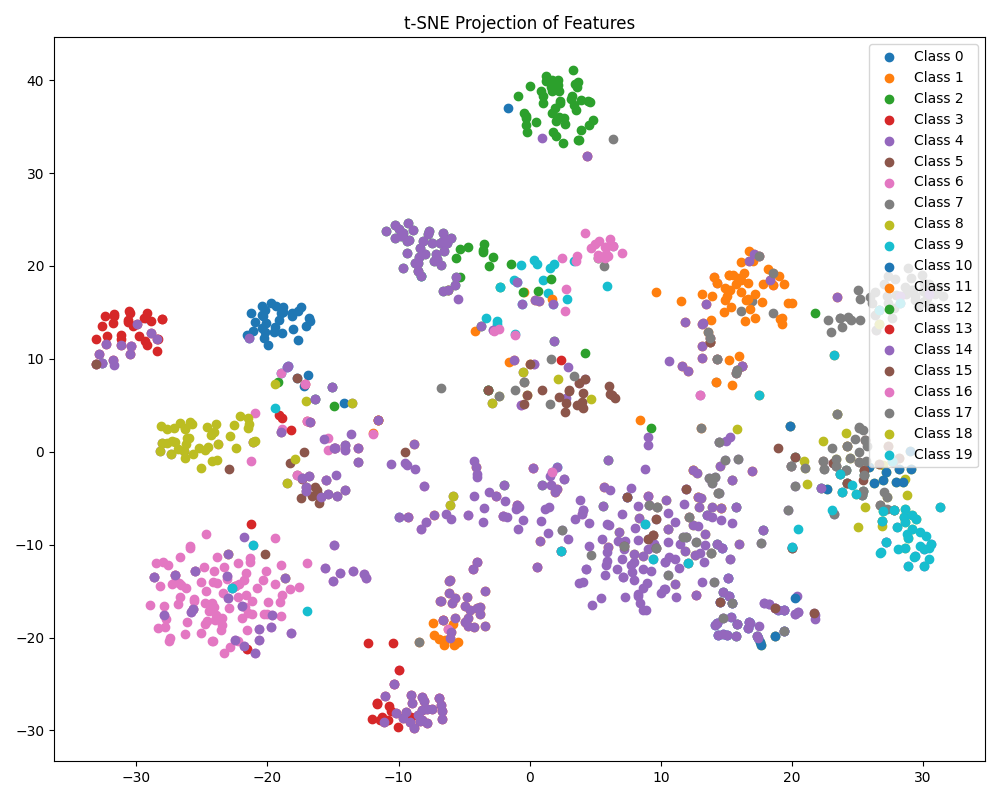 t-SNE Projection of Features
40
30
20
10
0
−10
−20
−30
−30
−20
−10
0
10
20
30
Class 0
Class 1
Class 2
Class 3
Class 4
Class 5
Class 6
Class 7
Class 8
Class 9
Class 10
Class 11
Class 12
Class 13
Class 14
Class 15
Class 16
Class 17
Class 18
Class 19